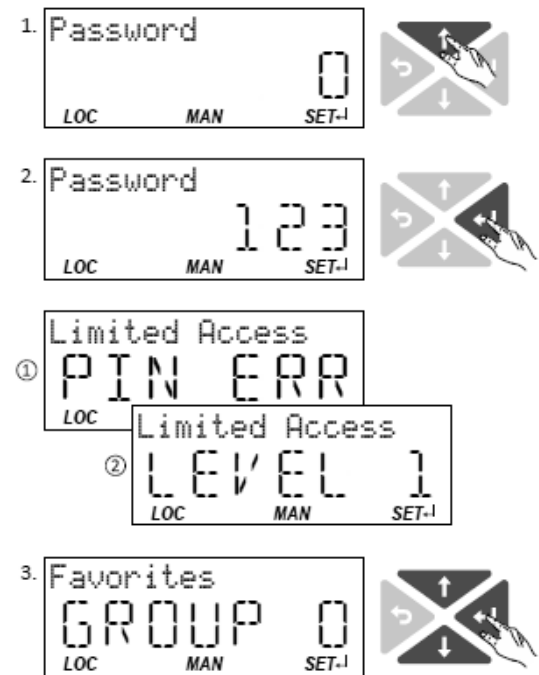 1. Password
0
LOC MAN SET↵
2. Password
123
LOC MAN SET↵
Limited Access
① PIN ERR
LOC
Limited Access
② LEVEL 1
LOC MAN SET↵
3. Favorites
GROUP 0
LOC MAN SET↵